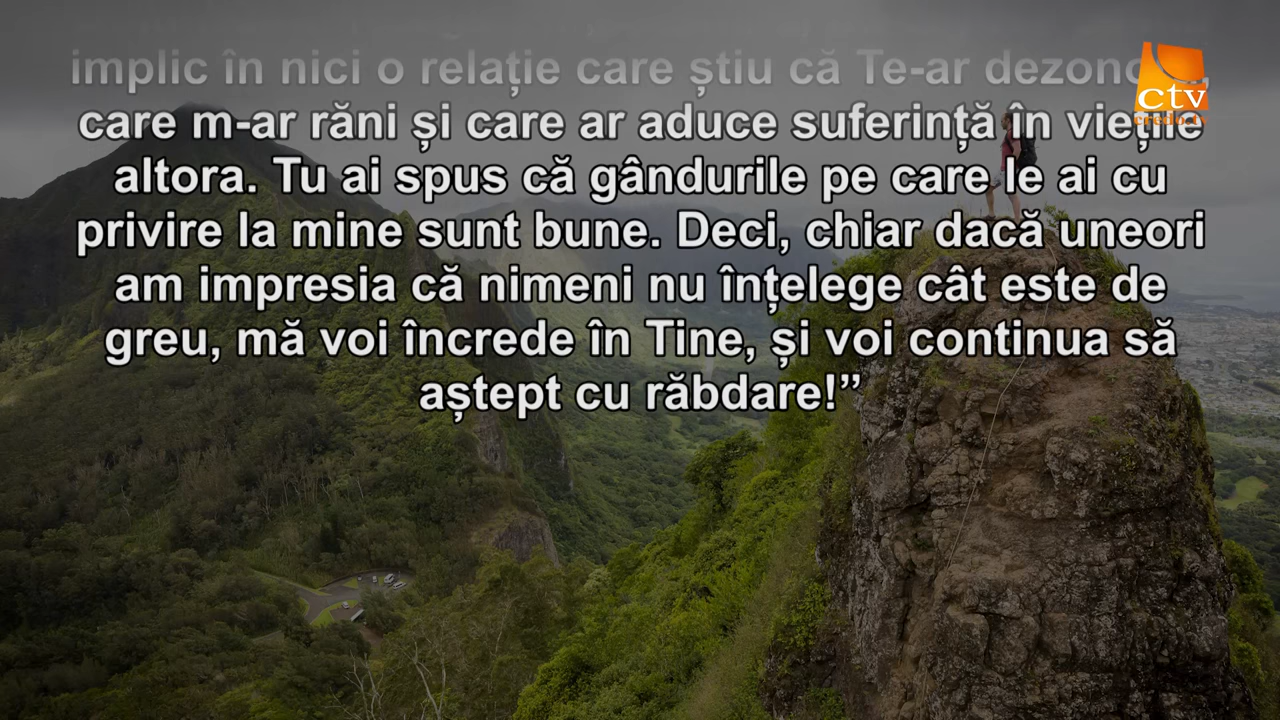 implic în nici o relație care știu că Te-ar
care m-ar răni și care ar aduce suferință în viețile
altora. Tu ai spus că gândurile pe care le ai cu
privire la mine sunt bune. Deci, chiar dacă uneori
am impresia că nimeni nu înțelege cât este de
greu, mă voi încrede în Tine, și voi continua să
aștept cu răbdare!”
ctv
credo.tv